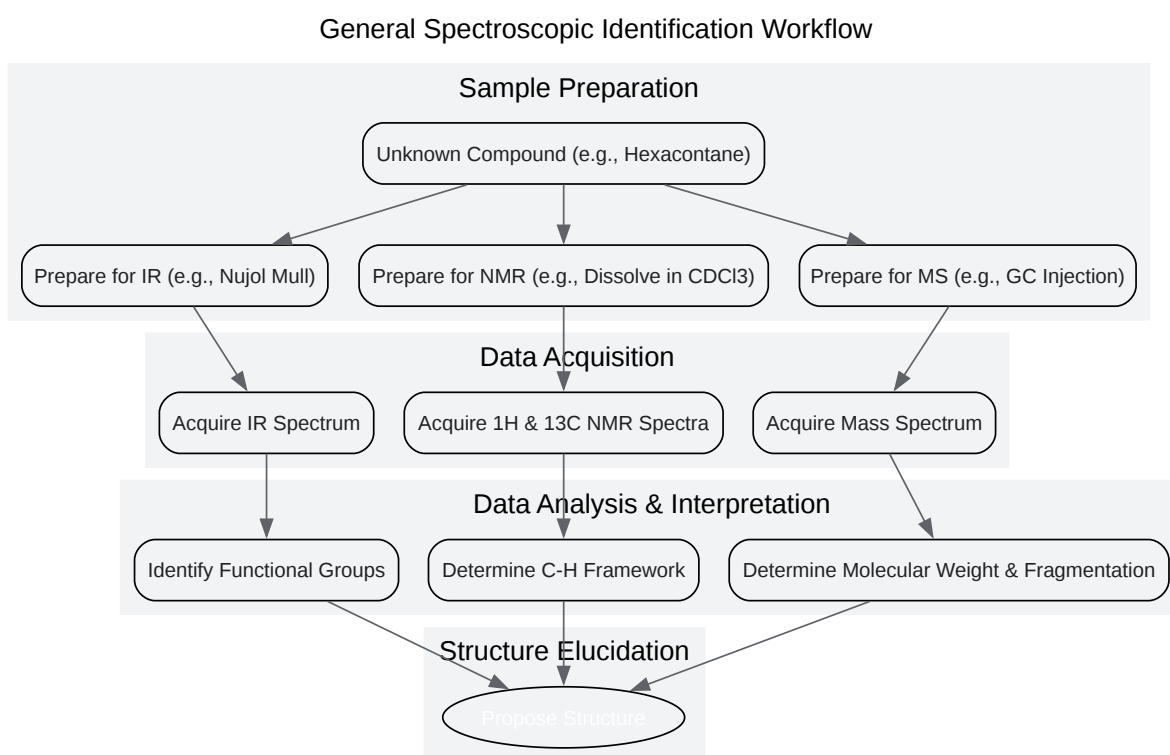 General Spectroscopic Identification Workflow
Sample Preparation
Unknown Compound (e.g., Hexacontane)
Prepare for IR (e.g., Nujol Mull)
Prepare for NMR (e.g., Dissolve in CDCl3)
Prepare for MS (e.g., GC Injection)
Data Acquisition
Acquire IR Spectrum
Acquire 1H & 13C NMR Spectra
Acquire Mass Spectrum
Data Analysis & Interpretation
Identify Functional Groups
Determine C-H Framework
Determine Molecular Weight & Fragmentation
Structure Elucidation
Propose Structure